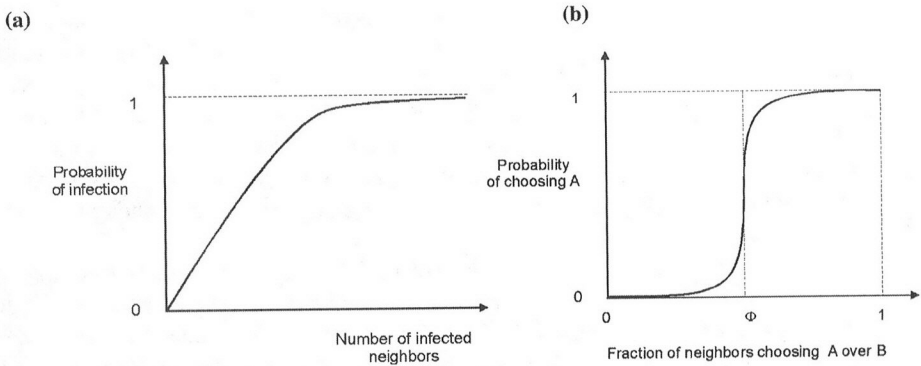 (a)
1
Probability
of infection
0
Number of infected
neighbors
(b)
1
Probability
of choosing A
0
0 Φ 1
Fraction of neighbors choosing A over B